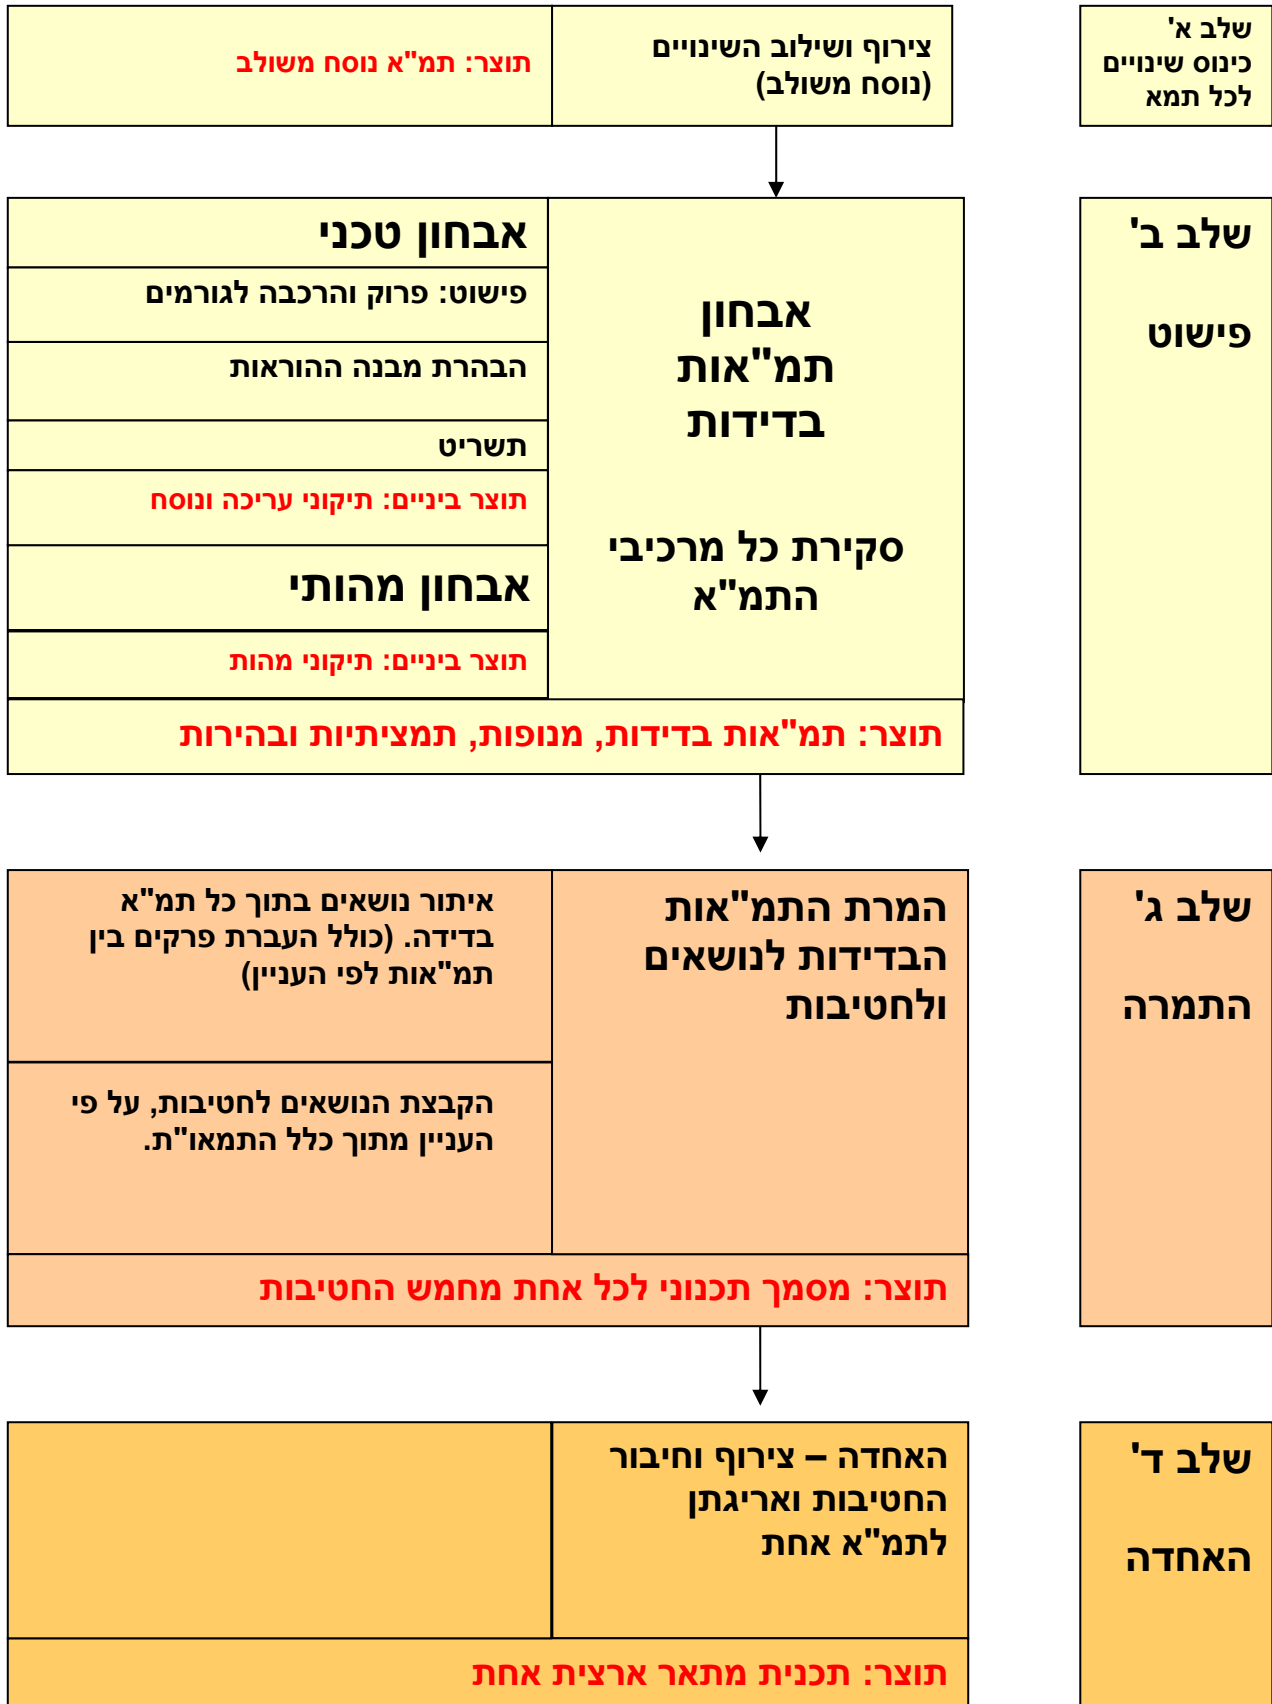 שלב א'
כינוס שינויים
לכל תמא
צירוף ושילוב השינויים
(נוסח משולב)
תוצר: תמ"א נוסח משולב
שלב ב'
פישוט
אבחון
תמ"אות
בדידות
סקירת כל מרכיבי
התמ"א
אבחון טכני
פישוט: פרוק והרכבה לגורמים
הבהרת מבנה ההוראות
תשריט
תוצר ביניים: תיקוני עריכה ונוסח
אבחון מהותי
תוצר ביניים: תיקוני מהות
תוצר: תמ"אות בדידות, מנופות, תמציתיות ובהירות
שלב ג'
התמרה
המרת התמ"אות
הבדידות לנושאים
ולחטיבות
איתור נושאים בתוך כל תמ"א
בדידה. (כולל העברת פרקים בין
תמ"אות לפי העניין)
הקבצת הנושאים לחטיבות, על פי
העניין מתוך כלל התמאו"ת.
תוצר: מסמך תכנוני לכל אחת מחמש החטיבות
שלב ד'
האחדה
האחדה – צירוף וחיבור
החטיבות ואריגתן
לתמ"א אחת
תוצר: תכנית מתאר ארצית אחת